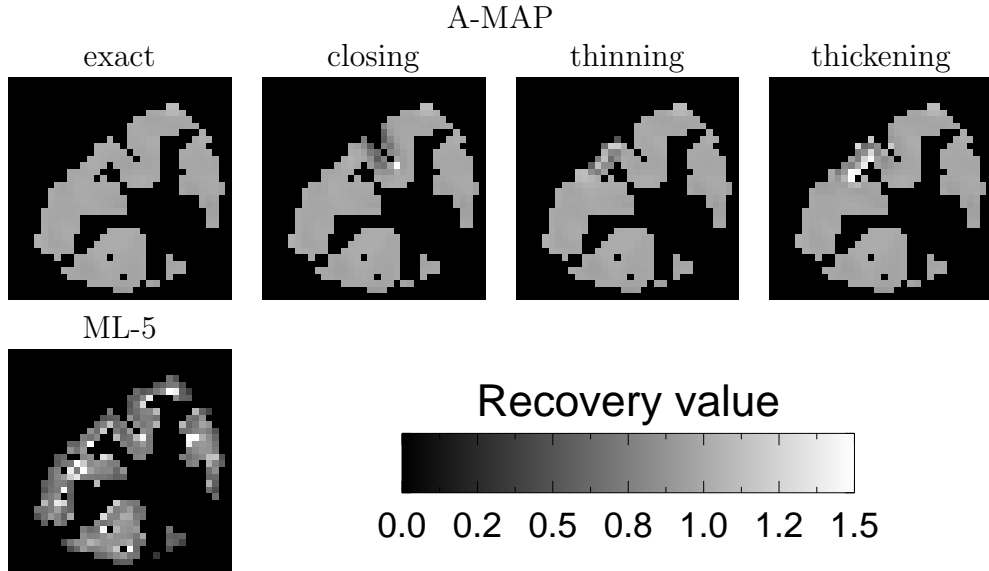 A-MAP
exact closing thinning thickening
ML-5
Recovery value
0.0 0.2 0.5 0.8 1.0 1.2 1.5